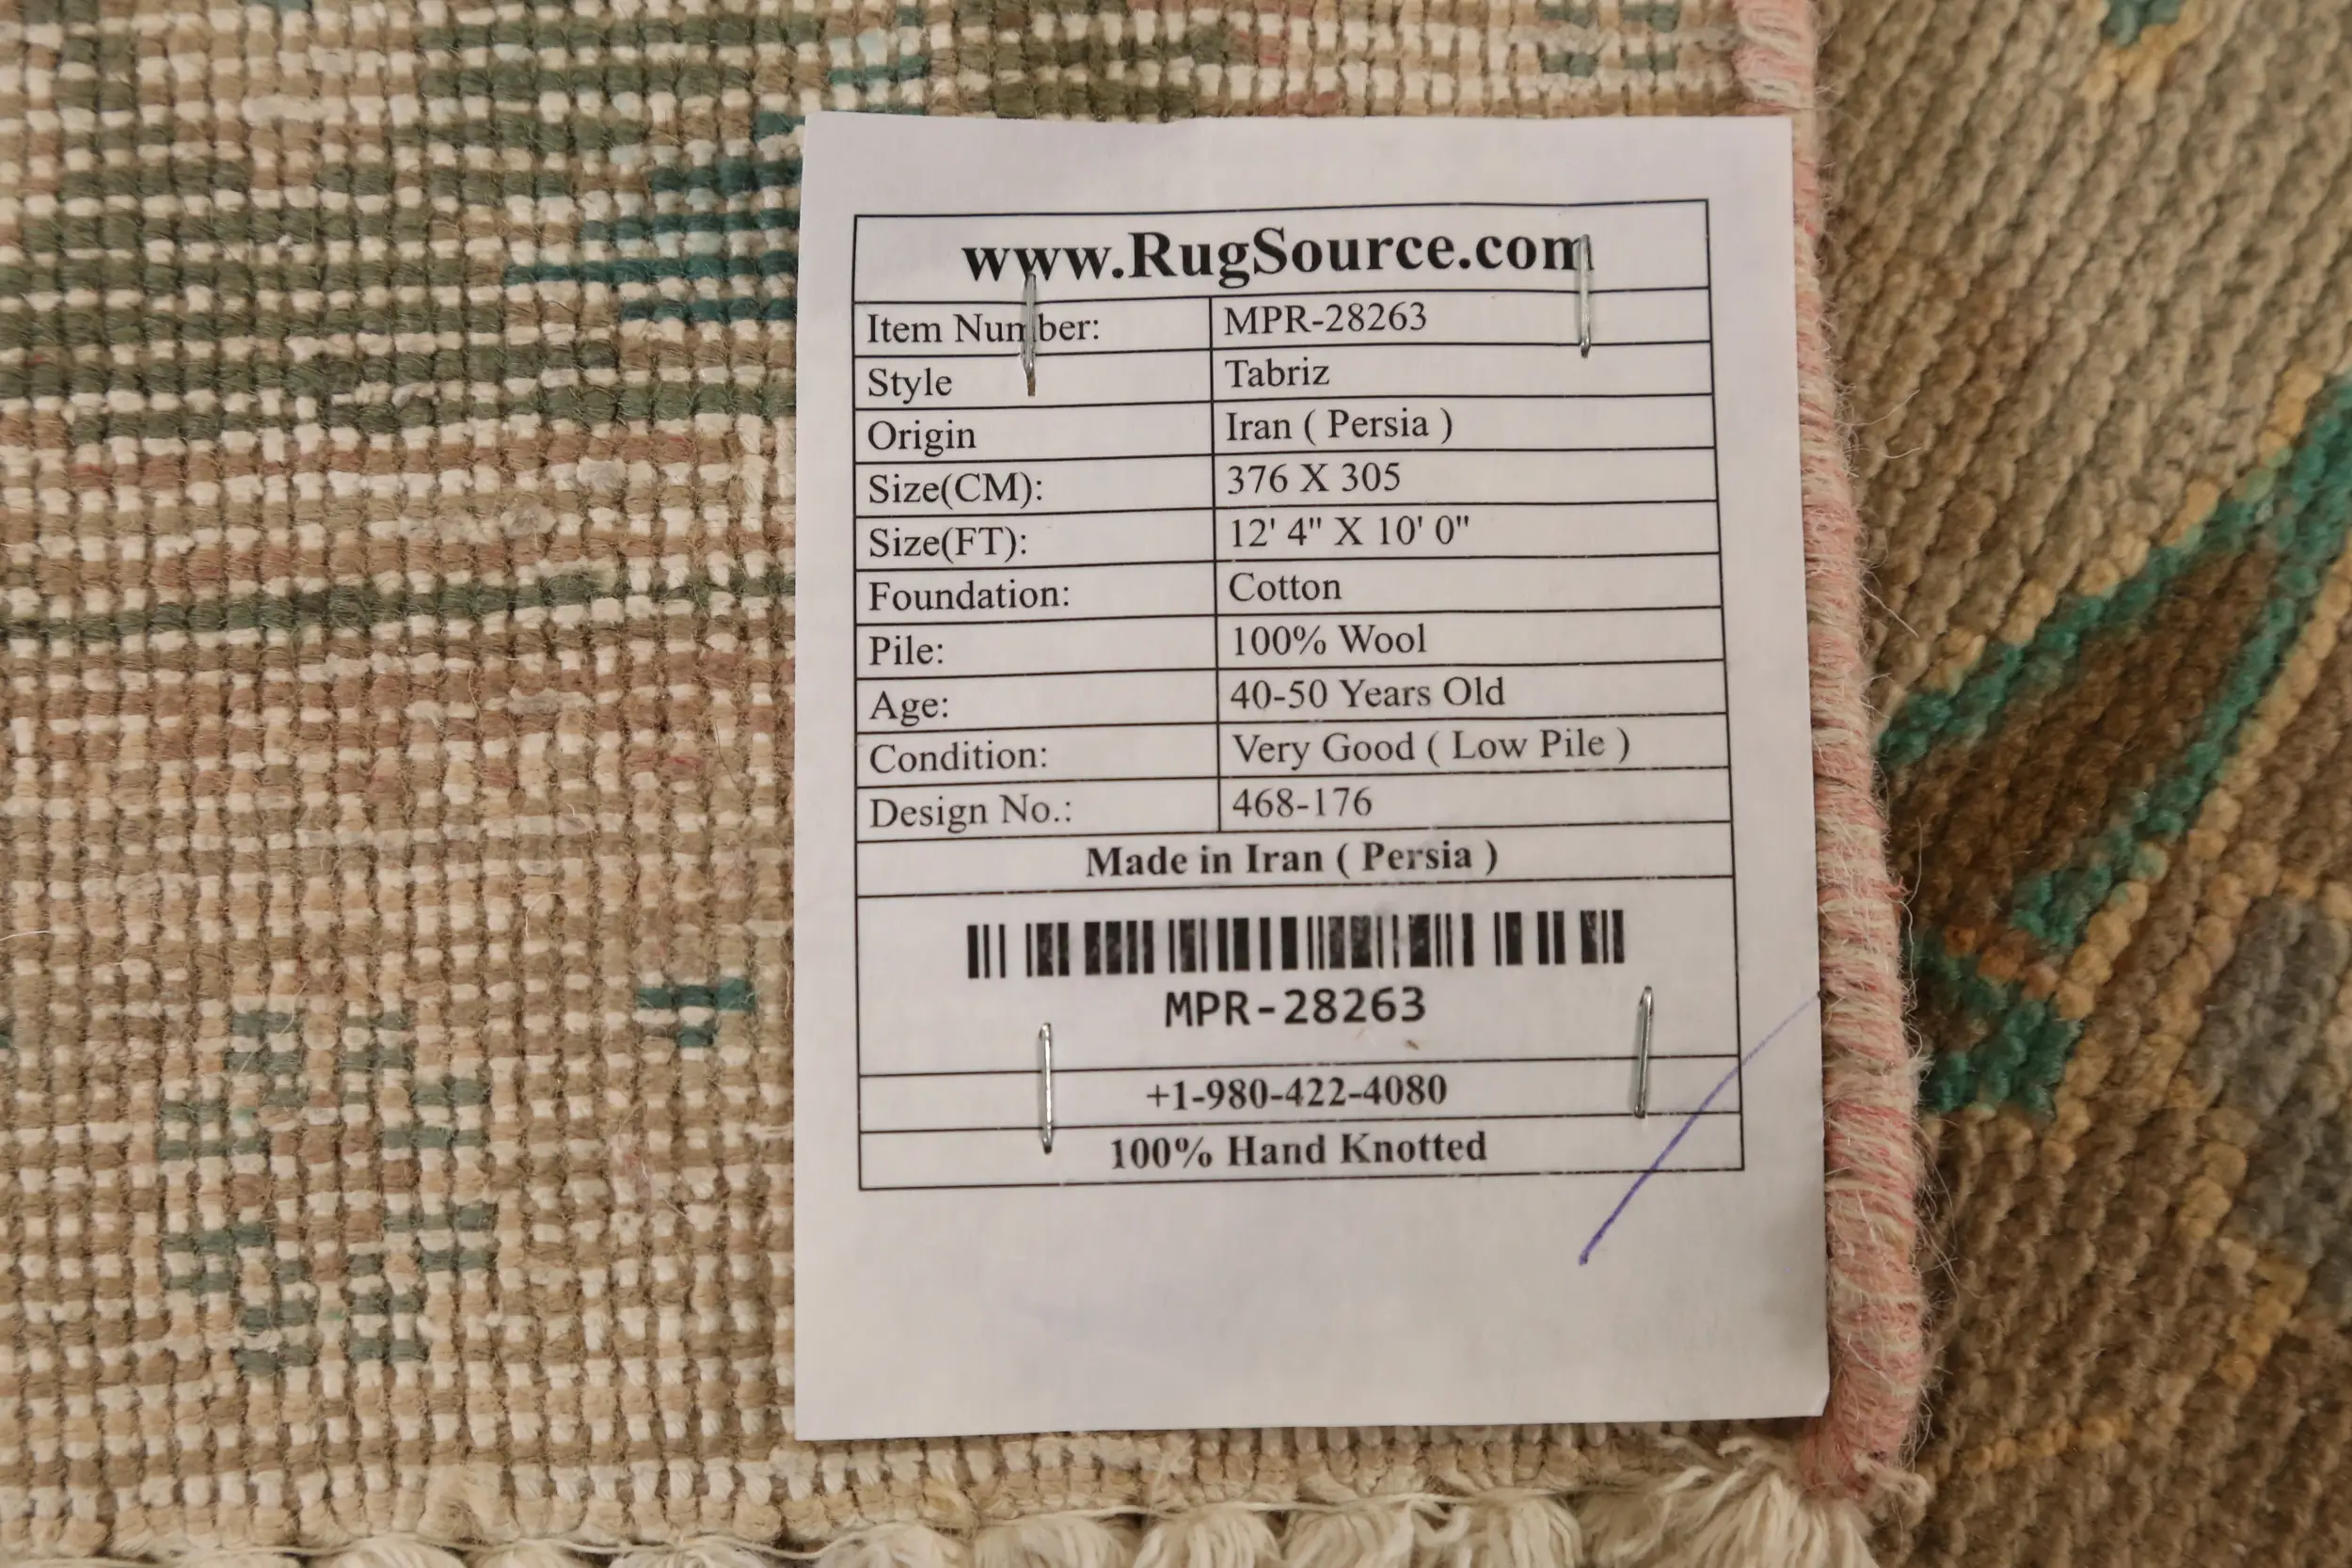 www.RugSource.com
Item Number: MPR-28263
Style Tabriz
Origin Iran ( Persia )
Size(CM): 376 X 305
Size(FT): 12' 4" X 10' 0"
Foundation: Cotton
Pile: 100% Wool
Age: 40-50 Years Old
Condition: Very Good ( Low Pile )
Design No.: 468-176
Made in Iran ( Persia )
MPR-28263
+1-980-422-4080
100% Hand Knotted